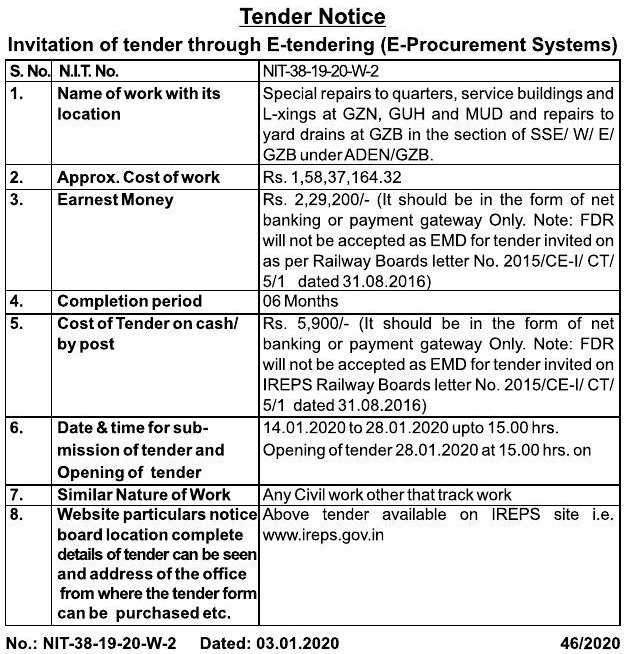 Tender Notice
Invitation of tender through E-tendering (E-Procurement Systems)
S. No. N.I.T. No. NIT-38-19-20-W-2
1. Name of work with its location
Special repairs to quarters, service buildings and
L-xings at GZN, GUH and MUD and repairs to
yard drains at GZB in the section of SSE/ W/ E/
GZB under ADEN/GZB.
2. Approx. Cost of work Rs. 1,58,37,164.32
3. Earnest Money
Rs. 2,29,200/- (It should be in the form of net
banking or payment gateway Only. Note: FDR
will not be accepted as EMD for tender invited on
as per Railway Boards letter No. 2015/CE-I/ CT/
5/1 dated 31.08.2016)
4. Completion period 06 Months
5. Cost of Tender on cash/
by post
Rs. 5,900/- (It should be in the form of net
banking or payment gateway Only. Note: FDR
will not be accepted as EMD for tender invited on
IREPS Railway Boards letter No. 2015/CE-I/ CT/
5/1 dated 31.08.2016)
6. Date & time for sub-
mission of tender and
Opening of tender
14.01.2020 to 28.01.2020 upto 15.00 hrs.
Opening of tender 28.01.2020 at 15.00 hrs. on
7. Similar Nature of Work Any Civil work other that track work
8. Website particulars notice
board location complete
details of tender can be seen
and address of the office
from where the tender form
can be purchased etc.
Above tender available on IREPS site i.e.
www.ireps.gov.in
No.: NIT-38-19-20-W-2 Dated: 03.01.2020 46/2020